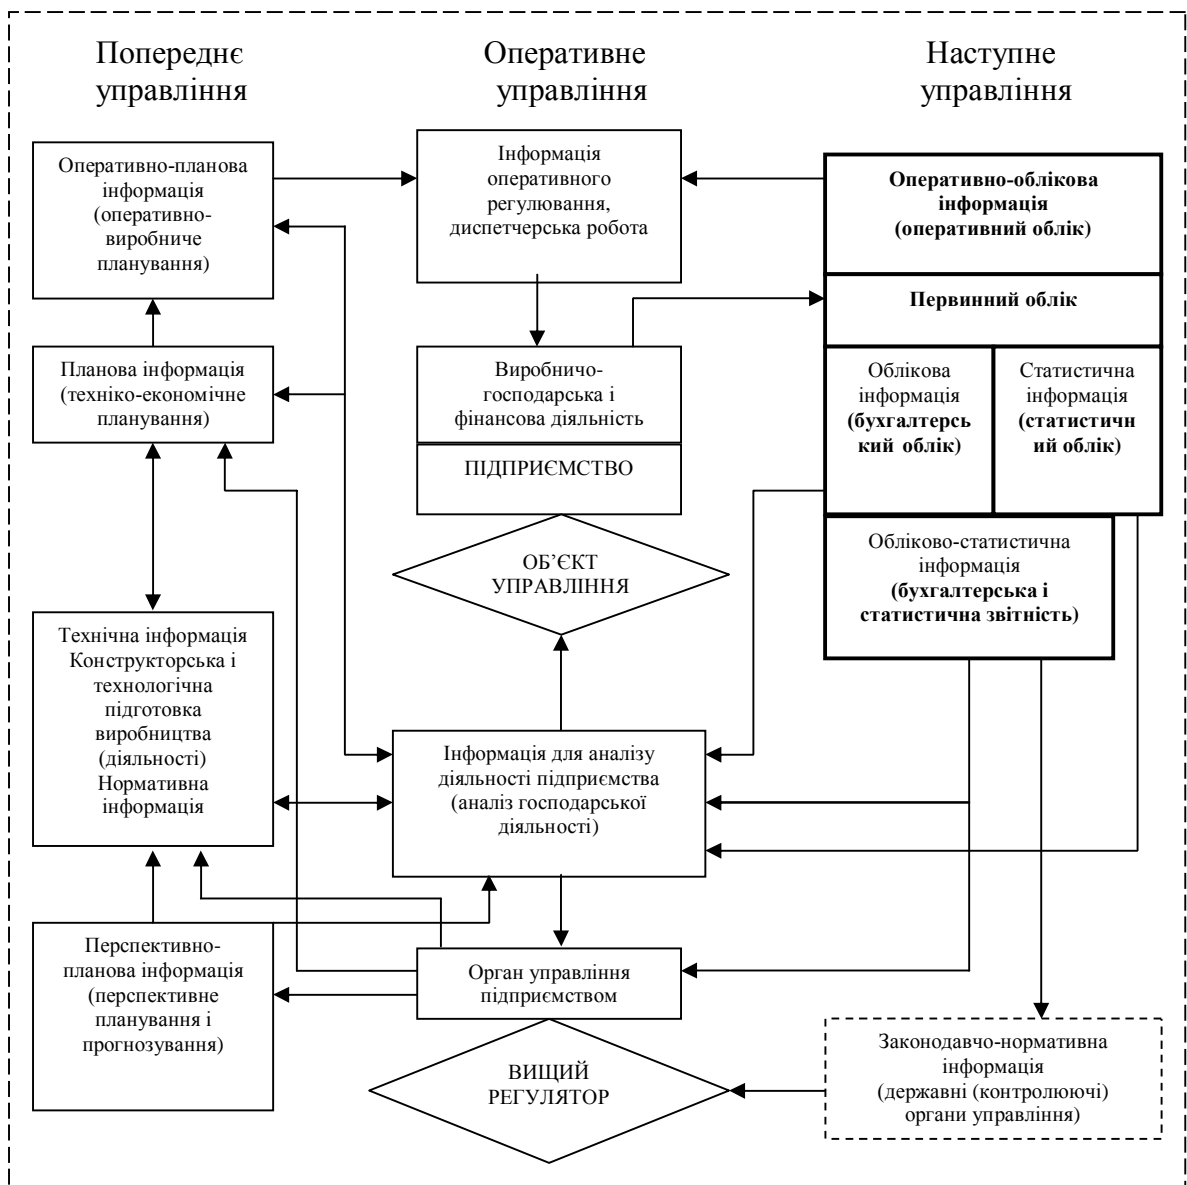 Попереднє
управління
Оперативне
управління
Наступне
управління
Оперативно-планова
інформація
(оперативно-
виробниче
планування)
Планова інформація
(техніко-економічне
планування)
Технічна інформація
Конструкторська і
технологічна
підготовка
виробництва
(діяльності)
Нормативна
інформація
Перспективно-
планова інформація
(перспективне
планування і
прогнозування)
Інформація
оперативного
регулювання,
диспетчерська робота
Виробничо-
господарська і
фінансова діяльність
ПІДПРИЄМСТВО
ОБ’ЄКТ
УПРАВЛІННЯ
Інформація для аналізу
діяльності підприємства
(аналіз господарської
діяльності)
Орган управління
підприємством
ВИЩИЙ
РЕГУЛЯТОР
Оперативно-облікова
інформація
(оперативний облік)
Первинний облік
Облікова
інформація
(бухгалтерсь
кий облік)
Статистична
інформація
(статистичн
ий облік)
Обліково-статистична
інформація
(бухгалтерська і
статистична звітність)
Законодавчо-нормативна
інформація
(державні (контролюючі)
органи управління)